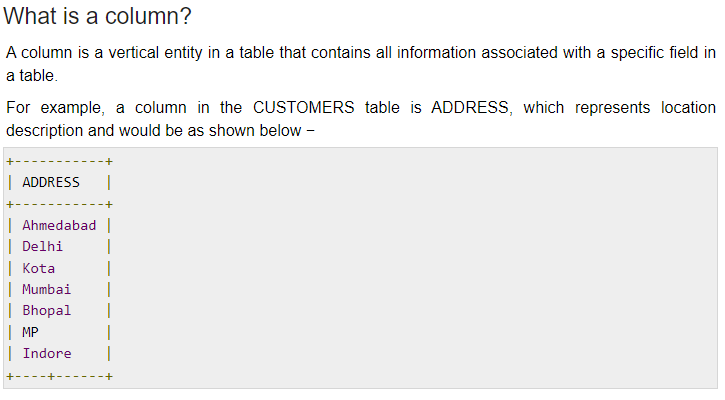 What is a column?
A column is a vertical entity in a table that contains all information associated with a specific field in
a table.
For example, a column in the CUSTOMERS table is ADDRESS, which represents location
description and would be as shown below −
+-----------+
| ADDRESS   |
+-----------+
| Ahmedabad |
| Delhi     |
| Kota      |
| Mumbai    |
| Bhopal    |
| MP        |
| Indore    |
+----+------+